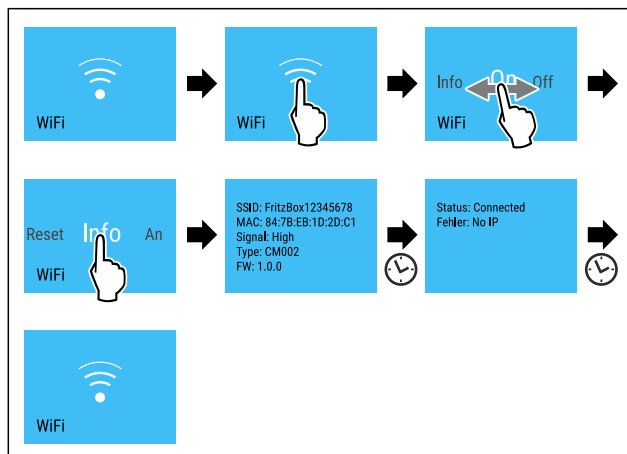 WiFi
WiFi
Info On Off
WiFi
Reset Info An
WiFi
SSID: FritzBox12345678
MAC: 84:7B:EB:1D:2D:C1
Signal: High
Type: CM002
FW: 1.0.0
Status: Connected
Fehler: No IP
WiFi